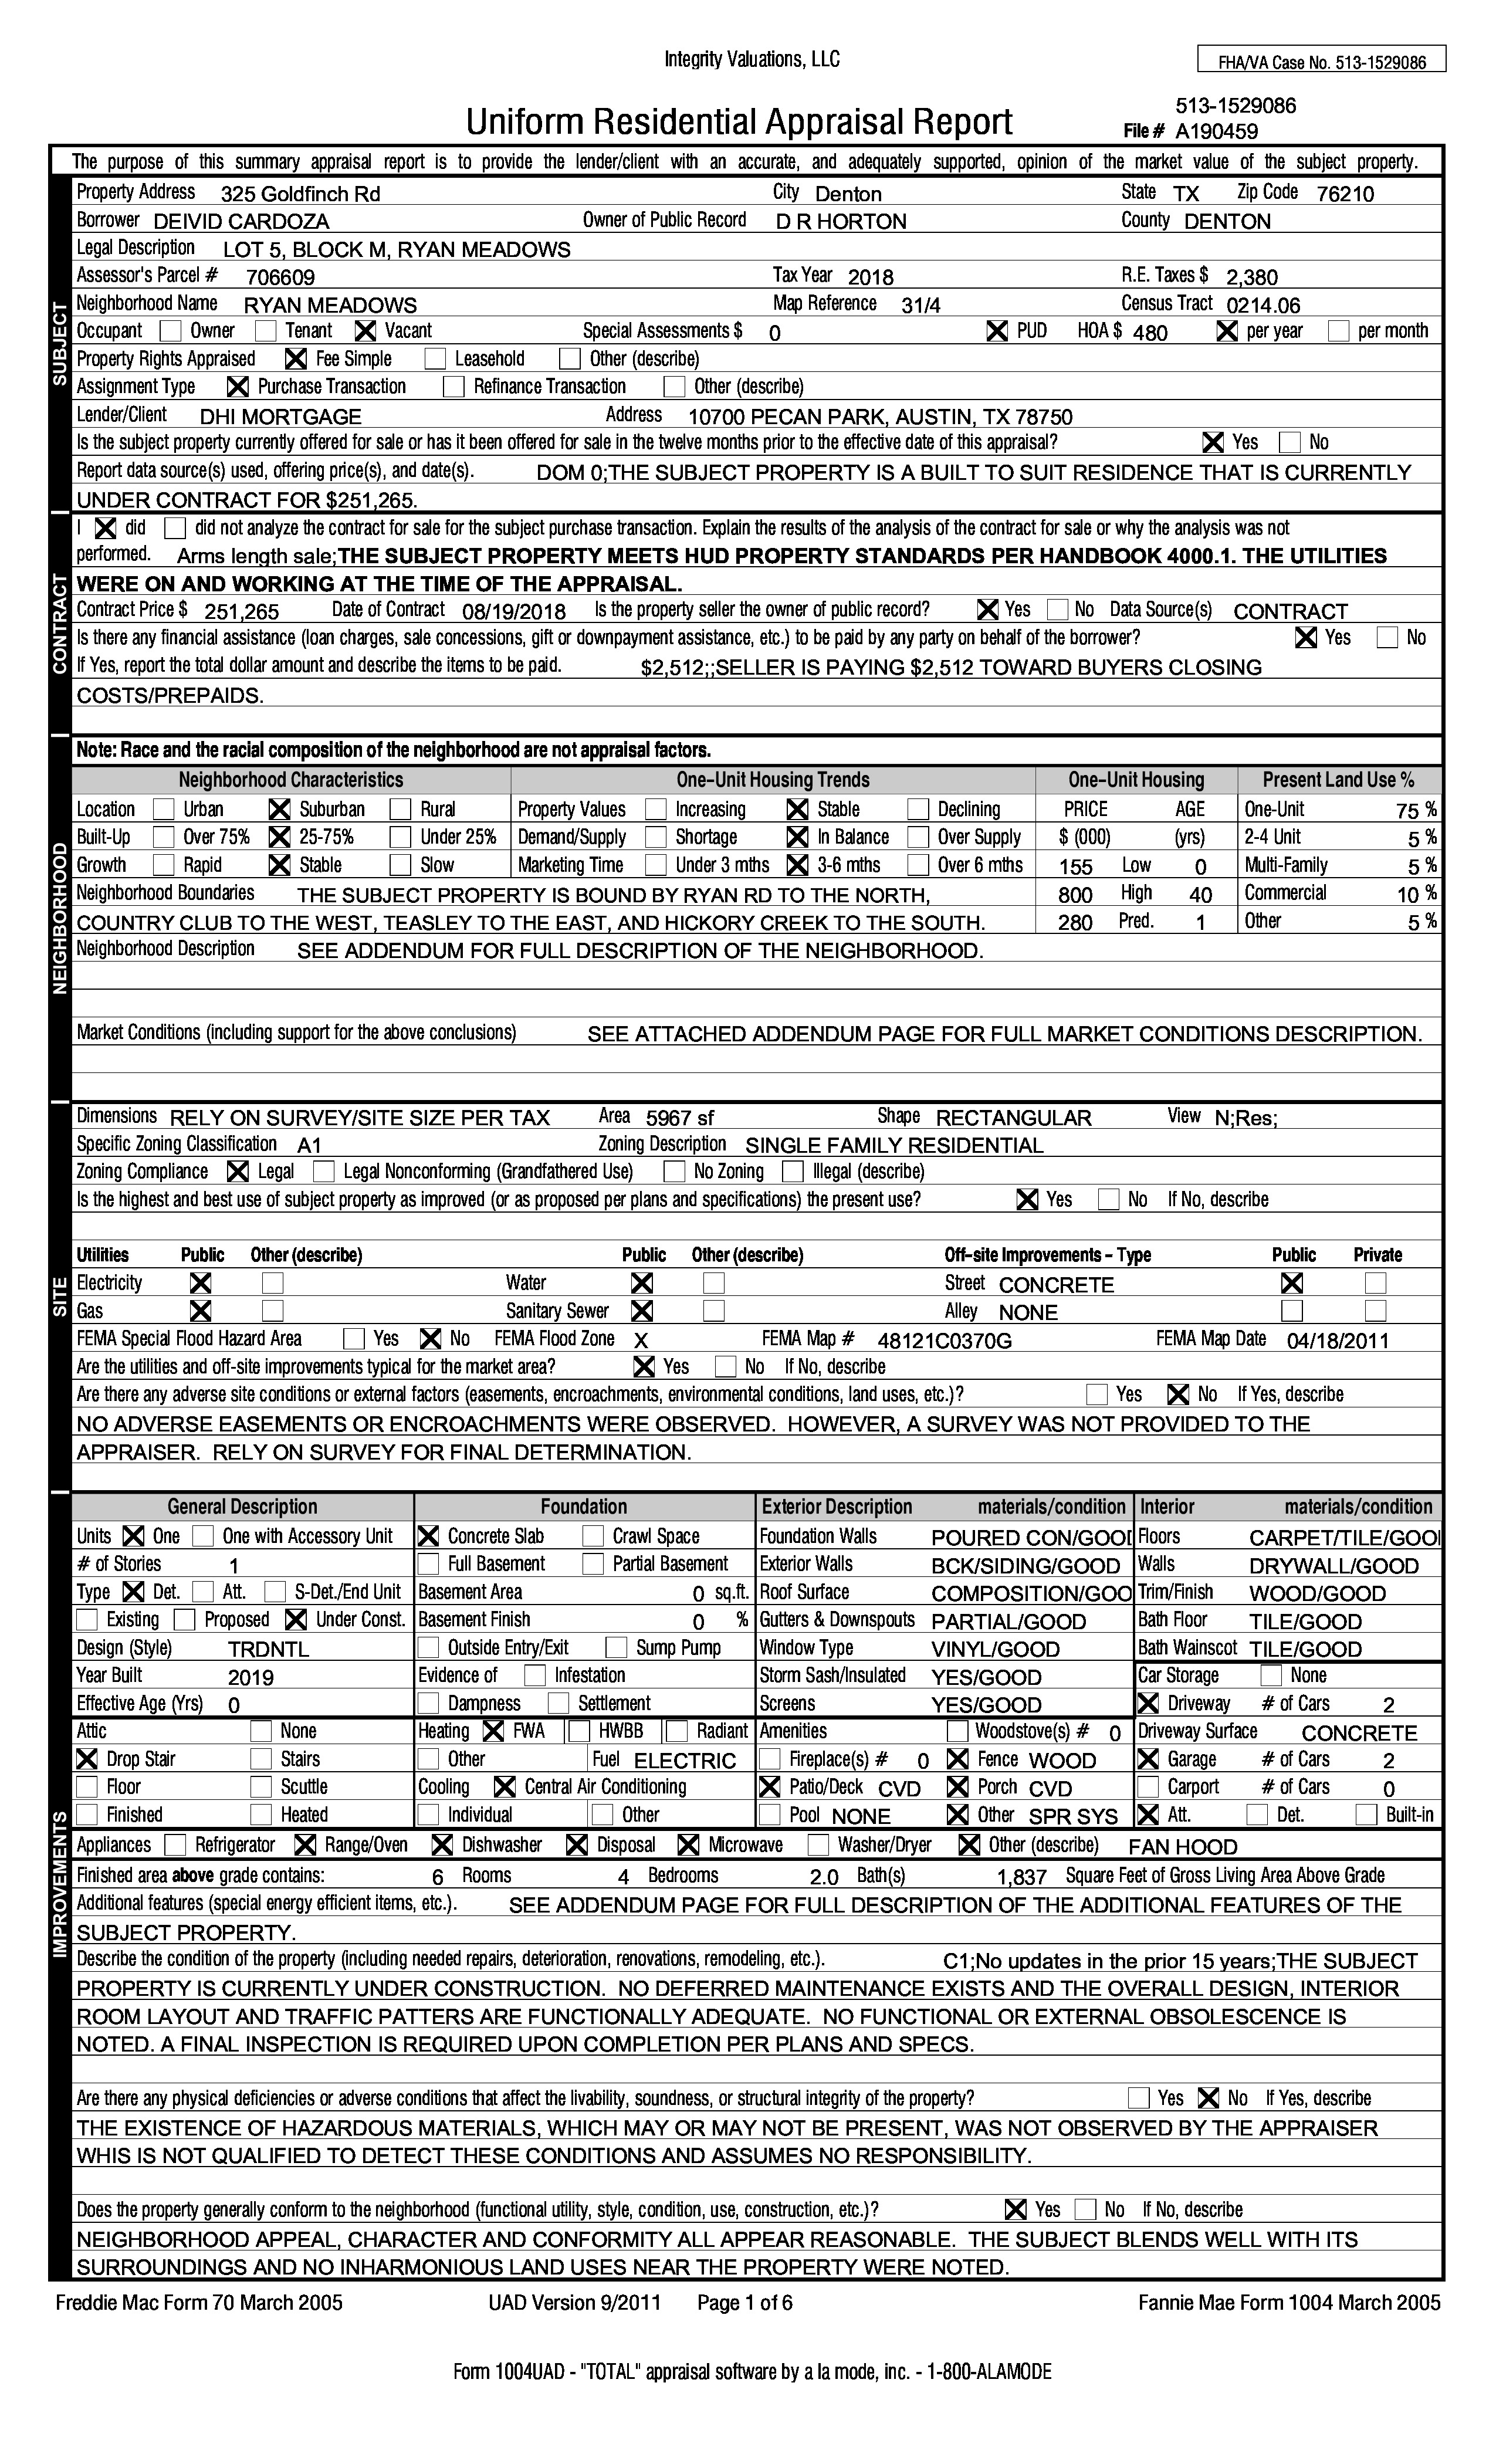 Integrity Valuations, LLC
FHA/VA Case No. 513-1529086
513-1529086
Uniform Residential Appraisal Report File # A190459
The purpose of this summary appraisal report is to provide the lender/client with an accurate, and adequately supported, opinion of the market value of the subject property.
SUBJECT
Property Address 325 Goldfinch Rd City Denton State TX Zip Code 76210
Borrower DEIVID CARDOZA Owner of Public Record D R HORTON County DENTON
Legal Description LOT 5, BLOCK M, RYAN MEADOWS
Assessor's Parcel # 706609 Tax Year 2018 R.E. Taxes $ 2,380
Neighborhood Name RYAN MEADOWS Map Reference 31/4 Census Tract 0214.06
Occupant Owner Tenant X Vacant Special Assessments $ 0 X PUD HOA $ 480 X per year per month
Property Rights Appraised X Fee Simple Leasehold Other (describe)
Assignment Type X Purchase Transaction Refinance Transaction Other (describe)
Lender/Client DHI MORTGAGE Address 10700 PECAN PARK, AUSTIN, TX 78750
Is the subject property currently offered for sale or has it been offered for sale in the twelve months prior to the effective date of this appraisal? X Yes No
Report data source(s) used, offering price(s), and date(s). DOM 0;THE SUBJECT PROPERTY IS A BUILT TO SUIT RESIDENCE THAT IS CURRENTLY
UNDER CONTRACT FOR $251,265.
CONTRACT
I X did did not analyze the contract for sale for the subject purchase transaction. Explain the results of the analysis of the contract for sale or why the analysis was not
performed. Arms length sale;THE SUBJECT PROPERTY MEETS HUD PROPERTY STANDARDS PER HANDBOOK 4000.1. THE UTILITIES
WERE ON AND WORKING AT THE TIME OF THE APPRAISAL.
Contract Price $ 251,265 Date of Contract 08/19/2018 Is the property seller the owner of public record? X Yes No Data Source(s) CONTRACT
Is there any financial assistance (loan charges, sale concessions, gift or downpayment assistance, etc.) to be paid by any party on behalf of the borrower? X Yes No
If Yes, report the total dollar amount and describe the items to be paid. $2,512;;SELLER IS PAYING $2,512 TOWARD BUYERS CLOSING
COSTS/PREPAIDS.
NEIGHBORHOOD
Note: Race and the racial composition of the neighborhood are not appraisal factors.
Neighborhood Characteristics One-Unit Housing Trends One-Unit Housing Present Land Use %
Location Urban X Suburban Rural Property Values Increasing X Stable Declining PRICE AGE One-Unit 75 %
Built-Up Over 75% X 25-75% Under 25% Demand/Supply Shortage X In Balance Over Supply $ (000) (yrs) 2-4 Unit 5 %
Growth Rapid X Stable Slow Marketing Time Under 3 mths X 3-6 mths Over 6 mths 155 Low 0 Multi-Family 5 %
Neighborhood Boundaries THE SUBJECT PROPERTY IS BOUND BY RYAN RD TO THE NORTH, 800 High 40 Commercial 10 %
COUNTRY CLUB TO THE WEST, TEASLEY TO THE EAST, AND HICKORY CREEK TO THE SOUTH. 280 Pred. 1 Other 5 %
Neighborhood Description SEE ADDENDUM FOR FULL DESCRIPTION OF THE NEIGHBORHOOD.
Market Conditions (including support for the above conclusions) SEE ATTACHED ADDENDUM PAGE FOR FULL MARKET CONDITIONS DESCRIPTION.
SITE
Dimensions RELY ON SURVEY/SITE SIZE PER TAX Area 5967 sf Shape RECTANGULAR View N;Res;
Specific Zoning Classification A1 Zoning Description SINGLE FAMILY RESIDENTIAL
Zoning Compliance X Legal Legal Nonconforming (Grandfathered Use) No Zoning Illegal (describe)
Is the highest and best use of subject property as improved (or as proposed per plans and specifications) the present use? X Yes No If No, describe
Utilities Public Other (describe) Public Other (describe) Off-site Improvements - Type Public Private
Electricity X Water X Street CONCRETE X
Gas X Sanitary Sewer X Alley NONE
FEMA Special Flood Hazard Area Yes X No FEMA Flood Zone X FEMA Map # 48121C0370G FEMA Map Date 04/18/2011
Are the utilities and off-site improvements typical for the market area? X Yes No If No, describe
Are there any adverse site conditions or external factors (easements, encroachments, environmental conditions, land uses, etc.)? Yes X No If Yes, describe
NO ADVERSE EASEMENTS OR ENCROACHMENTS WERE OBSERVED. HOWEVER, A SURVEY WAS NOT PROVIDED TO THE
APPRAISER. RELY ON SURVEY FOR FINAL DETERMINATION.
IMPROVEMENTS
General Description Foundation Exterior Description materials/condition Interior materials/condition
Units X One One with Accessory Unit X Concrete Slab Crawl Space Foundation Walls POURED CON/GOO Floors CARPET/TILE/GOO
# of Stories 1 Full Basement Partial Basement Exterior Walls BCK/SIDING/GOOD Walls DRYWALL/GOOD
Type X Det. Att. S-Det./End Unit Basement Area 0 sq.ft. Roof Surface COMPOSITION/GOO Trim/Finish WOOD/GOOD
Existing Proposed X Under Const. Basement Finish 0 % Gutters & Downspouts PARTIAL/GOOD Bath Floor TILE/GOOD
Design (Style) TRDNTL Outside Entry/Exit Sump Pump Window Type VINYL/GOOD Bath Wainscot TILE/GOOD
Year Built 2019 Evidence of Infestation Storm Sash/Insulated YES/GOOD Car Storage None
Effective Age (Yrs) 0 Dampness Settlement Screens YES/GOOD X Driveway # of Cars 2
Attic None Heating X FWA HWBB Radiant Amenities Woodstove(s) # 0 Driveway Surface CONCRETE
X Drop Stair Stairs Other Fuel ELECTRIC Fireplace(s) # 0 X Fence WOOD X Garage # of Cars 2
Floor Scuttle Cooling X Central Air Conditioning X Patio/Deck CVD X Porch CVD Carport # of Cars 0
Finished Heated Individual Other Pool NONE X Other SPR SYS X Att. Det. Built-in
Appliances Refrigerator X Range/Oven X Dishwasher X Disposal X Microwave Washer/Dryer X Other (describe) FAN HOOD
Finished area above grade contains: 6 Rooms 4 Bedrooms 2.0 Bath(s) 1,837 Square Feet of Gross Living Area Above Grade
Additional features (special energy efficient items, etc.). SEE ADDENDUM PAGE FOR FULL DESCRIPTION OF THE ADDITIONAL FEATURES OF THE
SUBJECT PROPERTY.
Describe the condition of the property (including needed repairs, deterioration, renovations, remodeling, etc.). C1;No updates in the prior 15 years;THE SUBJECT
PROPERTY IS CURRENTLY UNDER CONSTRUCTION. NO DEFERRED MAINTENANCE EXISTS AND THE OVERALL DESIGN, INTERIOR
ROOM LAYOUT AND TRAFFIC PATTERS ARE FUNCTIONALLY ADEQUATE. NO FUNCTIONAL OR EXTERNAL OBSOLESCENCE IS
NOTED. A FINAL INSPECTION IS REQUIRED UPON COMPLETION PER PLANS AND SPECS.
Are there any physical deficiencies or adverse conditions that affect the livability, soundness, or structural integrity of the property? Yes X No If Yes, describe
THE EXISTENCE OF HAZARDOUS MATERIALS, WHICH MAY OR MAY NOT BE PRESENT, WAS NOT OBSERVED BY THE APPRAISER
WHIS IS NOT QUALIFIED TO DETECT THESE CONDITIONS AND ASSUMES NO RESPONSIBILITY.
Does the property generally conform to the neighborhood (functional utility, style, condition, use, construction, etc.)? X Yes No If No, describe
NEIGHBORHOOD APPEAL, CHARACTER AND CONFORMITY ALL APPEAR REASONABLE. THE SUBJECT BLENDS WELL WITH ITS
SURROUNDINGS AND NO INHARMONIOUS LAND USES NEAR THE PROPERTY WERE NOTED.
Freddie Mac Form 70 March 2005 UAD Version 9/2011 Page 1 of 6 Fannie Mae Form 1004 March 2005
Form 1004UAD - "TOTAL" appraisal software by a la mode, inc. - 1-800-ALAMODE